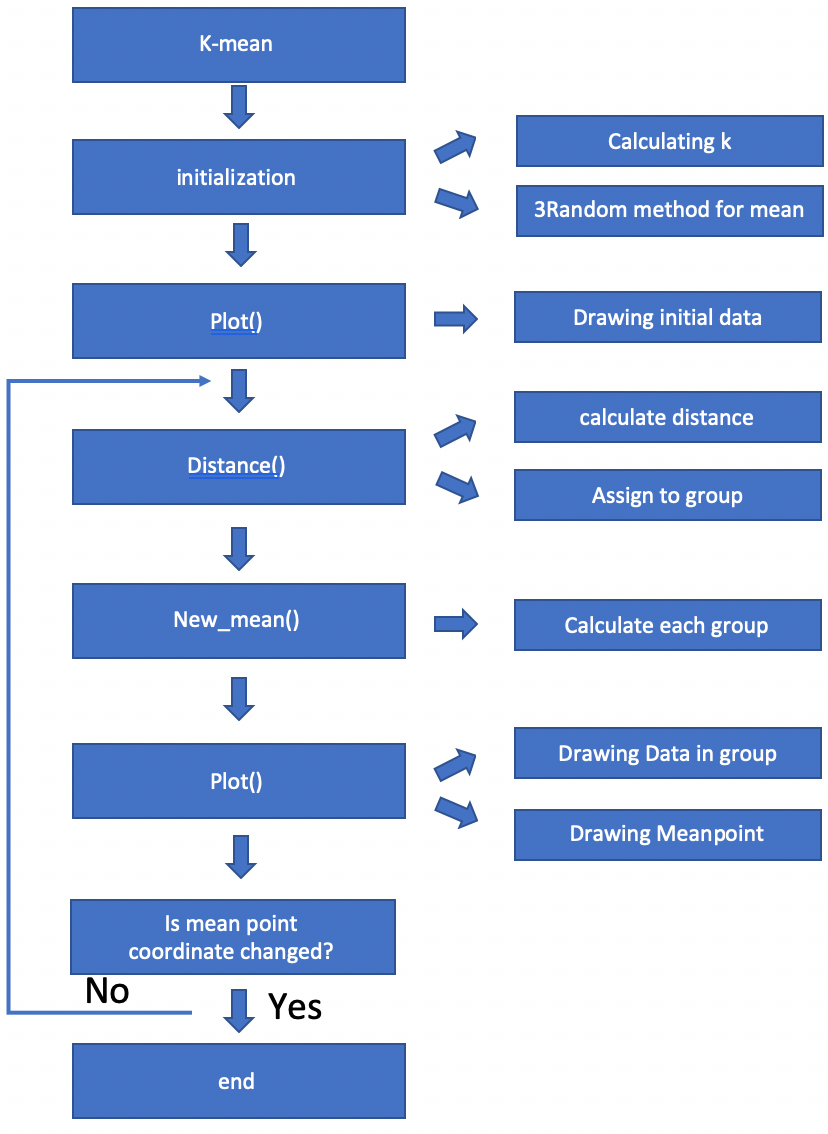 K-mean
initialization
Calculating k
3Random method for mean
Plot()
Drawing initial data
Distance()
calculate distance
Assign to group
New_mean()
Calculate each group
Plot()
Drawing Data in group
Drawing Meanpoint
Is mean point
coordinate changed?
No
Yes
end